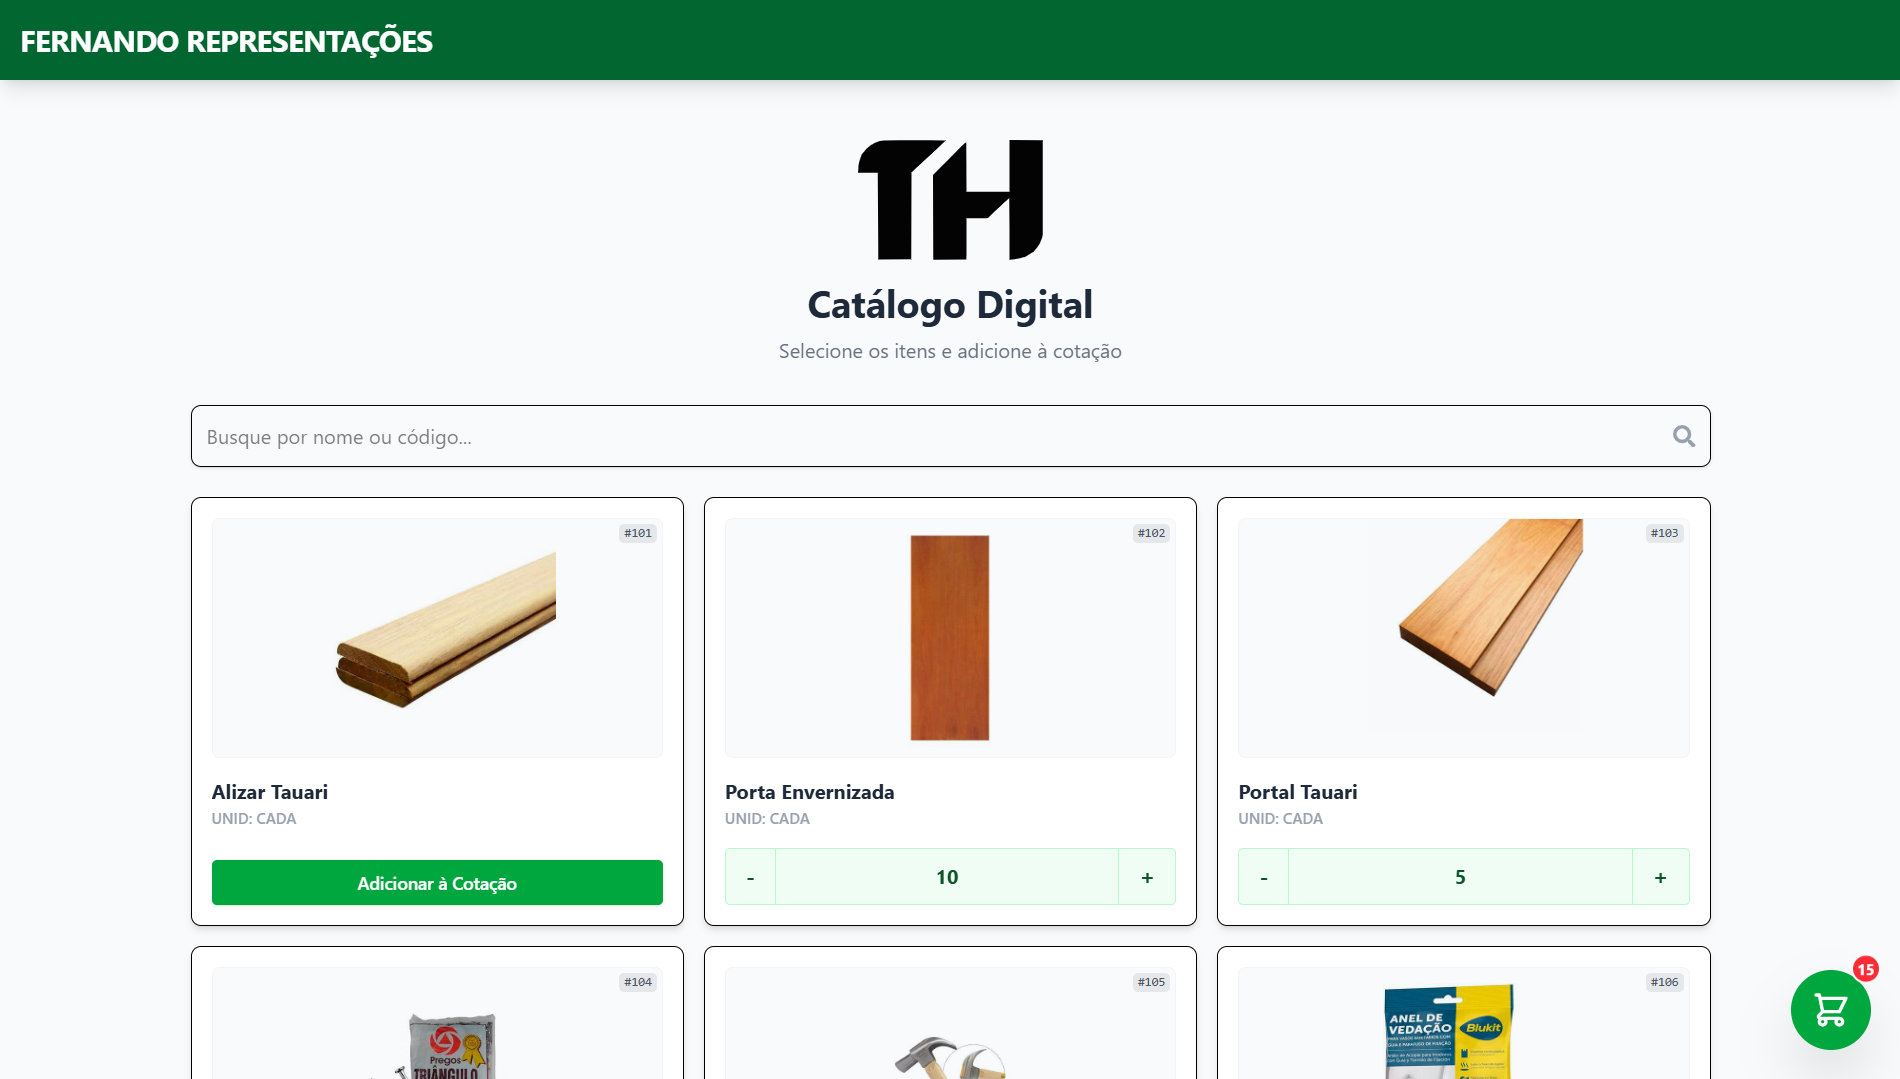 FERNANDO REPRESENTAÇÕES
TH
Catálogo Digital
Selecione os itens e adicione à cotação
Busque por nome ou código...
#101
Alizar Tauari
UNID: CADA
Adicionar à Cotação
#102
Porta Envernizada
UNID: CADA
- 10 +
#103
Portal Tauari
UNID: CADA
- 5 +
#104
Pregos
TRIÂNGULO
#105
#106
ANEL DE
VEDAÇÃO
Blukit
15